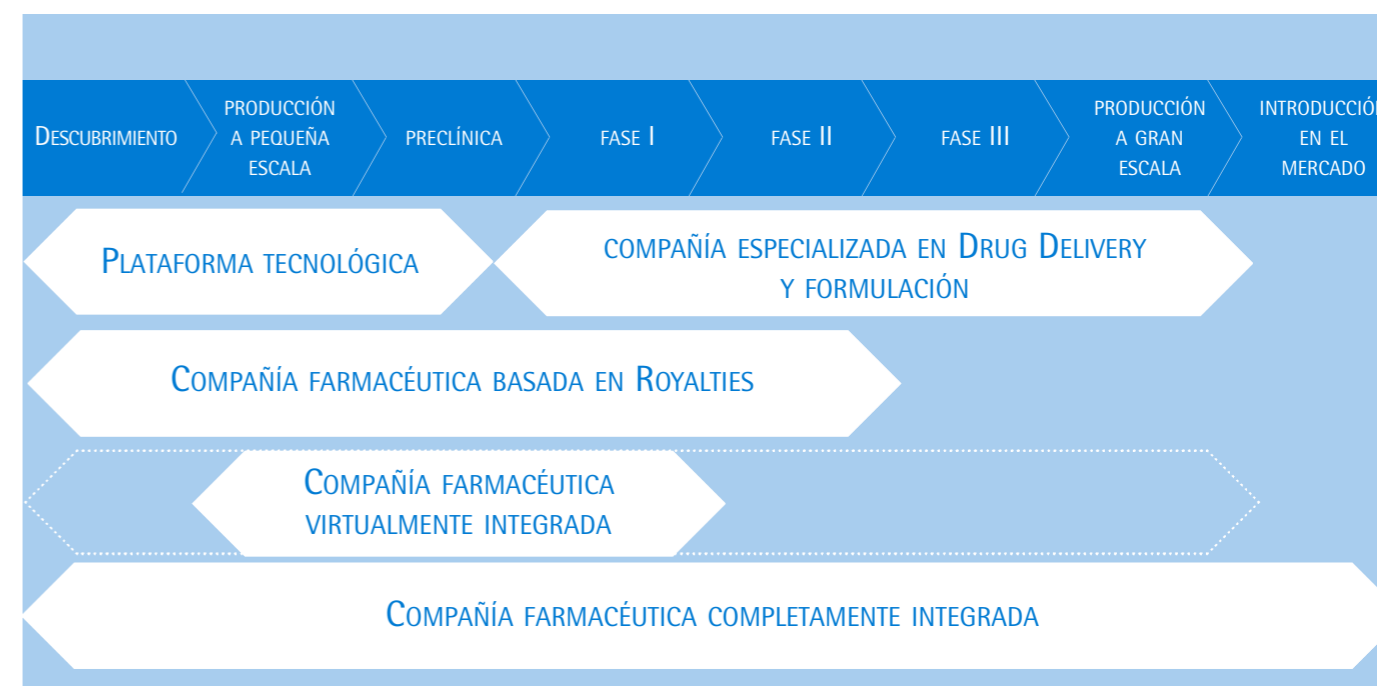 Descubrimiento
producción
a pequeña
escala
preclínica
fase I
fase II
fase III
producción
a gran
escala
introducción
en el
mercado
Plataforma tecnológica
compañía especializada en Drug Delivery
y formulación
Compañía farmacéutica basada en Royalties
Compañía farmacéutica
virtualmente integrada
Compañía farmacéutica completamente integrada